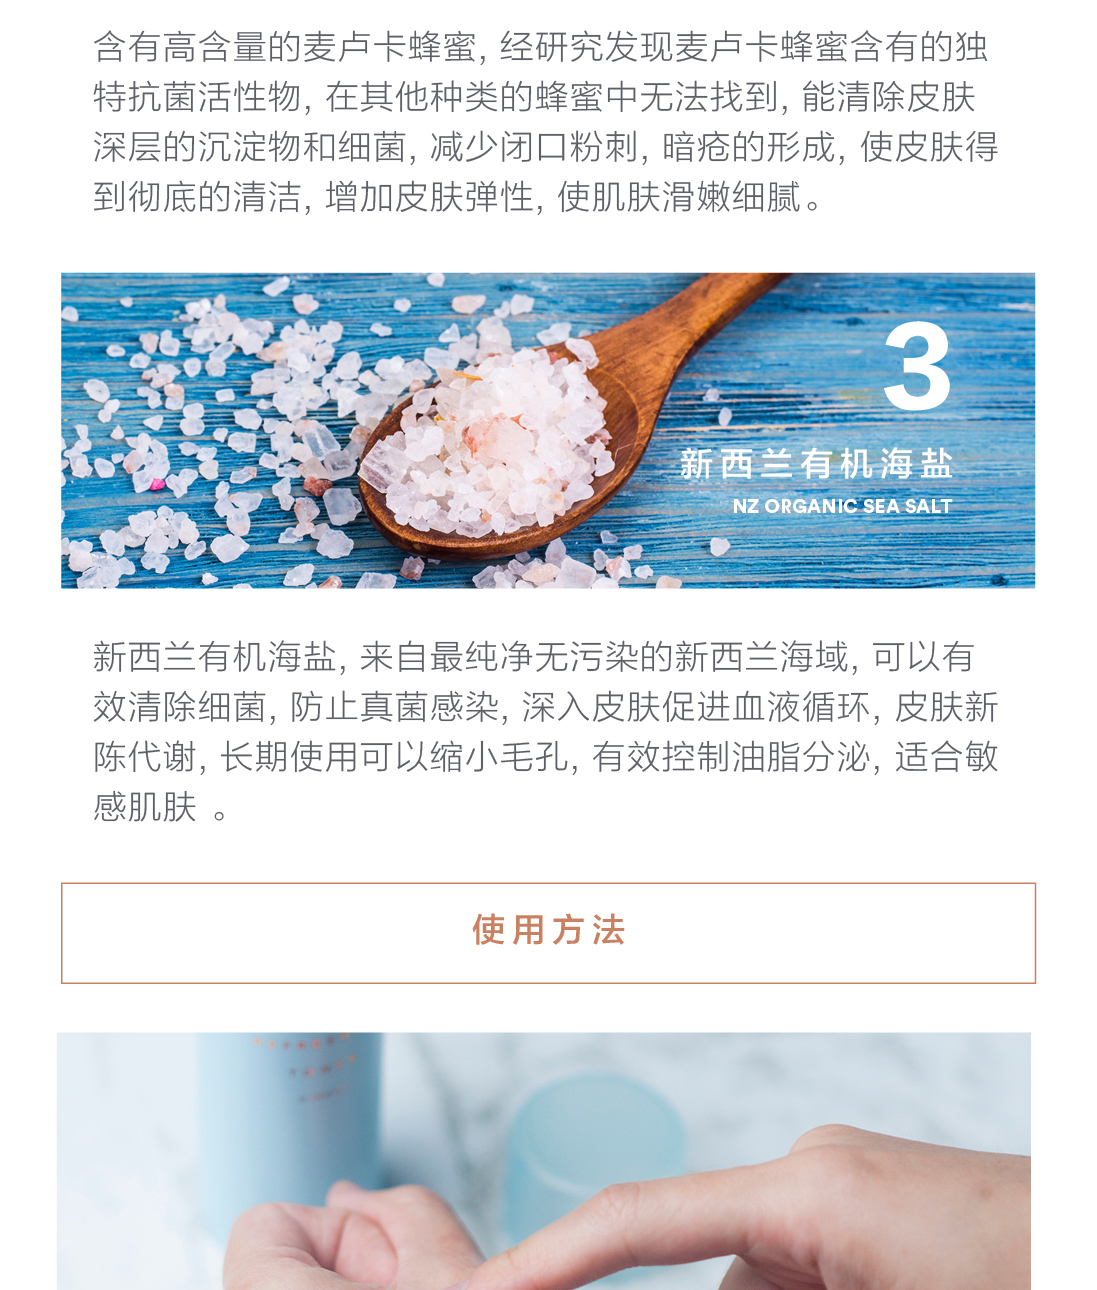 含有高含量的麦卢卡蜂蜜, 经研究发现麦卢卡蜂蜜含有的独
特抗菌活性物, 在其他种类的蜂蜜中无法找到, 能清除皮肤
深层的沉淀物和细菌, 减少闭口粉刺, 暗疮的形成, 使皮肤得
到彻底的清洁, 增加皮肤弹性, 使肌肤滑嫩细腻。
3
新西兰有机海盐
NZ ORGANIC SEA SALT
新西兰有机海盐, 来自最纯净无污染的新西兰海域, 可以有
效清除细菌, 防止真菌感染, 深入皮肤促进血液循环, 皮肤新
陈代谢, 长期使用可以缩小毛孔, 有效控制油脂分泌, 适合敏
感肌肤 。
使用方法